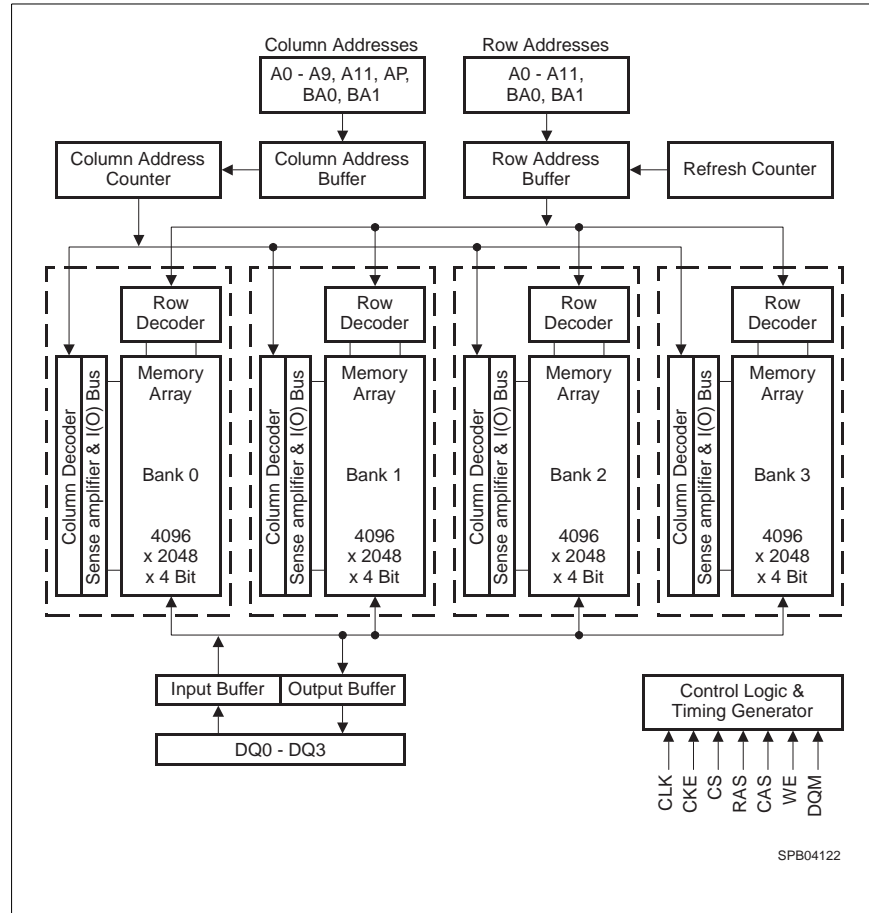 Column Addresses
A0 - A9, A11, AP,
BA0, BA1
Row Addresses
A0 - A11,
BA0, BA1
Column Address
Counter
Column Address
Buffer
Row Address
Buffer
Refresh Counter
Row
Decoder
Column Decoder
Sense amplifier & I(O) Bus
Memory
Array
Bank 0
4096
x 2048
x 4 Bit
Row
Decoder
Column Decoder
Sense amplifier & I(O) Bus
Memory
Array
Bank 1
4096
x 2048
x 4 Bit
Row
Decoder
Column Decoder
Sense amplifier & I(O) Bus
Memory
Array
Bank 2
4096
x 2048
x 4 Bit
Row
Decoder
Column Decoder
Sense amplifier & I(O) Bus
Memory
Array
Bank 3
4096
x 2048
x 4 Bit
Input Buffer
Output Buffer
DQ0 - DQ3
Control Logic &
Timing Generator
CLK
CKE
CS
RAS
CAS
WE
DQM
SPB04122